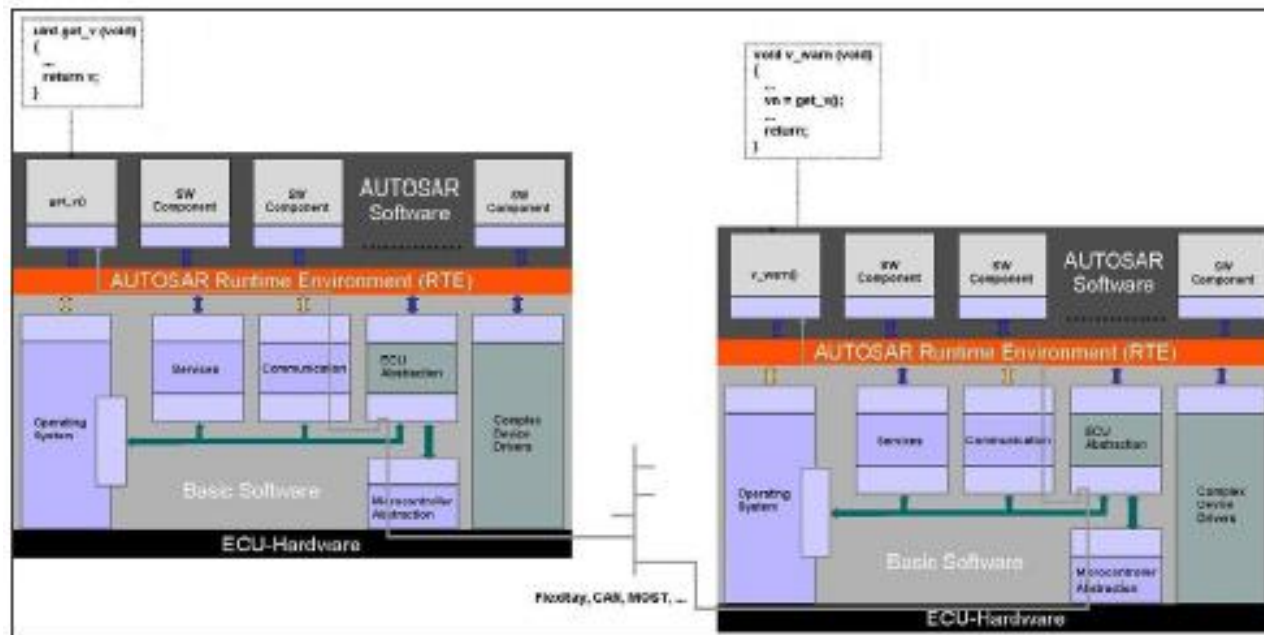 uint get_v (void)
{
...
return v;
}
void v_warn (void)
{
...
vn = get_v();
...
return;
}
get_v()
SW
Component
SW
Component
AUTOSAR
Software
SW
Component
AUTOSAR Runtime Environment (RTE)
Operating
System
Services
Communication
ECU
Abstraction
Complex
Device
Drivers
Basic Software
Microcontroller
Abstraction
ECU-Hardware
v_warn()
SW
Component
SW
Component
AUTOSAR
Software
SW
Component
AUTOSAR Runtime Environment (RTE)
Operating
System
Services
Communication
ECU
Abstraction
Complex
Device
Drivers
Basic Software
Microcontroller
Abstraction
ECU-Hardware
FlexRay, CAN, MOST, ...